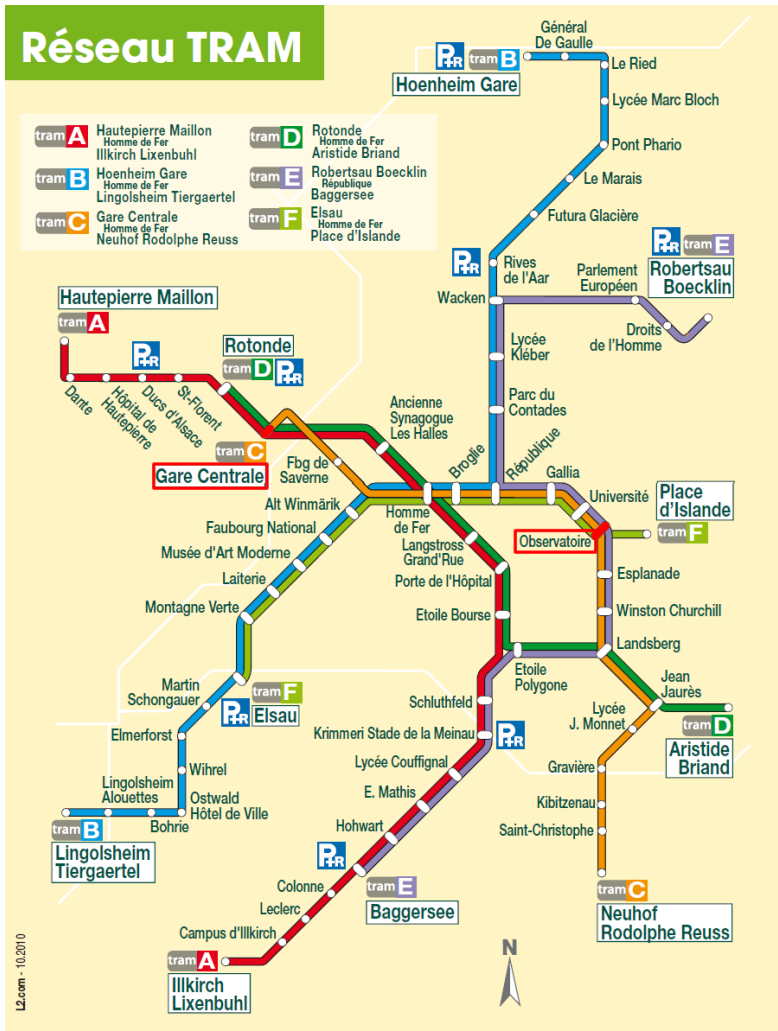 Réseau TRAM
tram A
Hautepierre Maillon
Homme de Fer
Illkirch Lixenbuhl
tram B
Hoenheim Gare
Homme de Fer
Lingolsheim Tiergaertel
tram C
Gare Centrale
Homme de Fer
Neuhof Rodolphe Reuss
tram D
Rotonde
Homme de Fer
Aristide Briand
tram E
Robertsau Boecklin
République
Baggersee
tram F
Elsau
Homme de Fer
Place d'Islande
P+R
tram B
Hoenheim Gare
Général
De Gaulle
Le Ried
Lycée Marc Bloch
Pont Phario
Le Marais
Futura Glacière
P+R
Rives
de l'Aar
Wacken
P+R
tram E
Robertsau
Boecklin
Parlement
Européen
Droits
de l'Homme
Lycée
Kléber
Parc du
Contades
Hautepierre Maillon
tram A
P+R
Dante
Hôpital de
Hautepierre
Ducs d'Alsace
St-Florent
Rotonde
tram D
P+R
tram C
Gare Centrale
Ancienne
Synagogue
Les Halles
Fbg de
Saverne
Broglie
République
Gallia
Université
Place
d'Islande
tram F
Observatoire
Alt Winmärik
Faubourg National
Musée d'Art Moderne
Laiterie
Montagne Verte
Homme
de Fer
Langstross
Grand'Rue
Porte de l'Hôpital
Etoile Bourse
Esplanade
Winston Churchill
Landsberg
Etoile
Polygone
Jean
Jaurès
tram D
Aristide
Briand
Lycée
J. Monnet
Gravière
Kibitzenau
Saint-Christophe
tram C
Neuhof
Rodolphe Reuss
Martin
Schongauer
P+R
tram F
Elsau
Elmerforst
Wihrel
Ostwald
Hôtel de Ville
Lingolsheim
Alouettes
Bohrie
tram B
Lingolsheim
Tiergaertel
Schluthfeld
Krimmeri Stade de la Meinau
P+R
Lycée Couffignal
E. Mathis
Hohwart
P+R
tram E
Baggersee
Colonne
Leclerc
Campus d'Illkirch
tram A
Illkirch
Lixenbuhl
N
L2.com - 10.2010